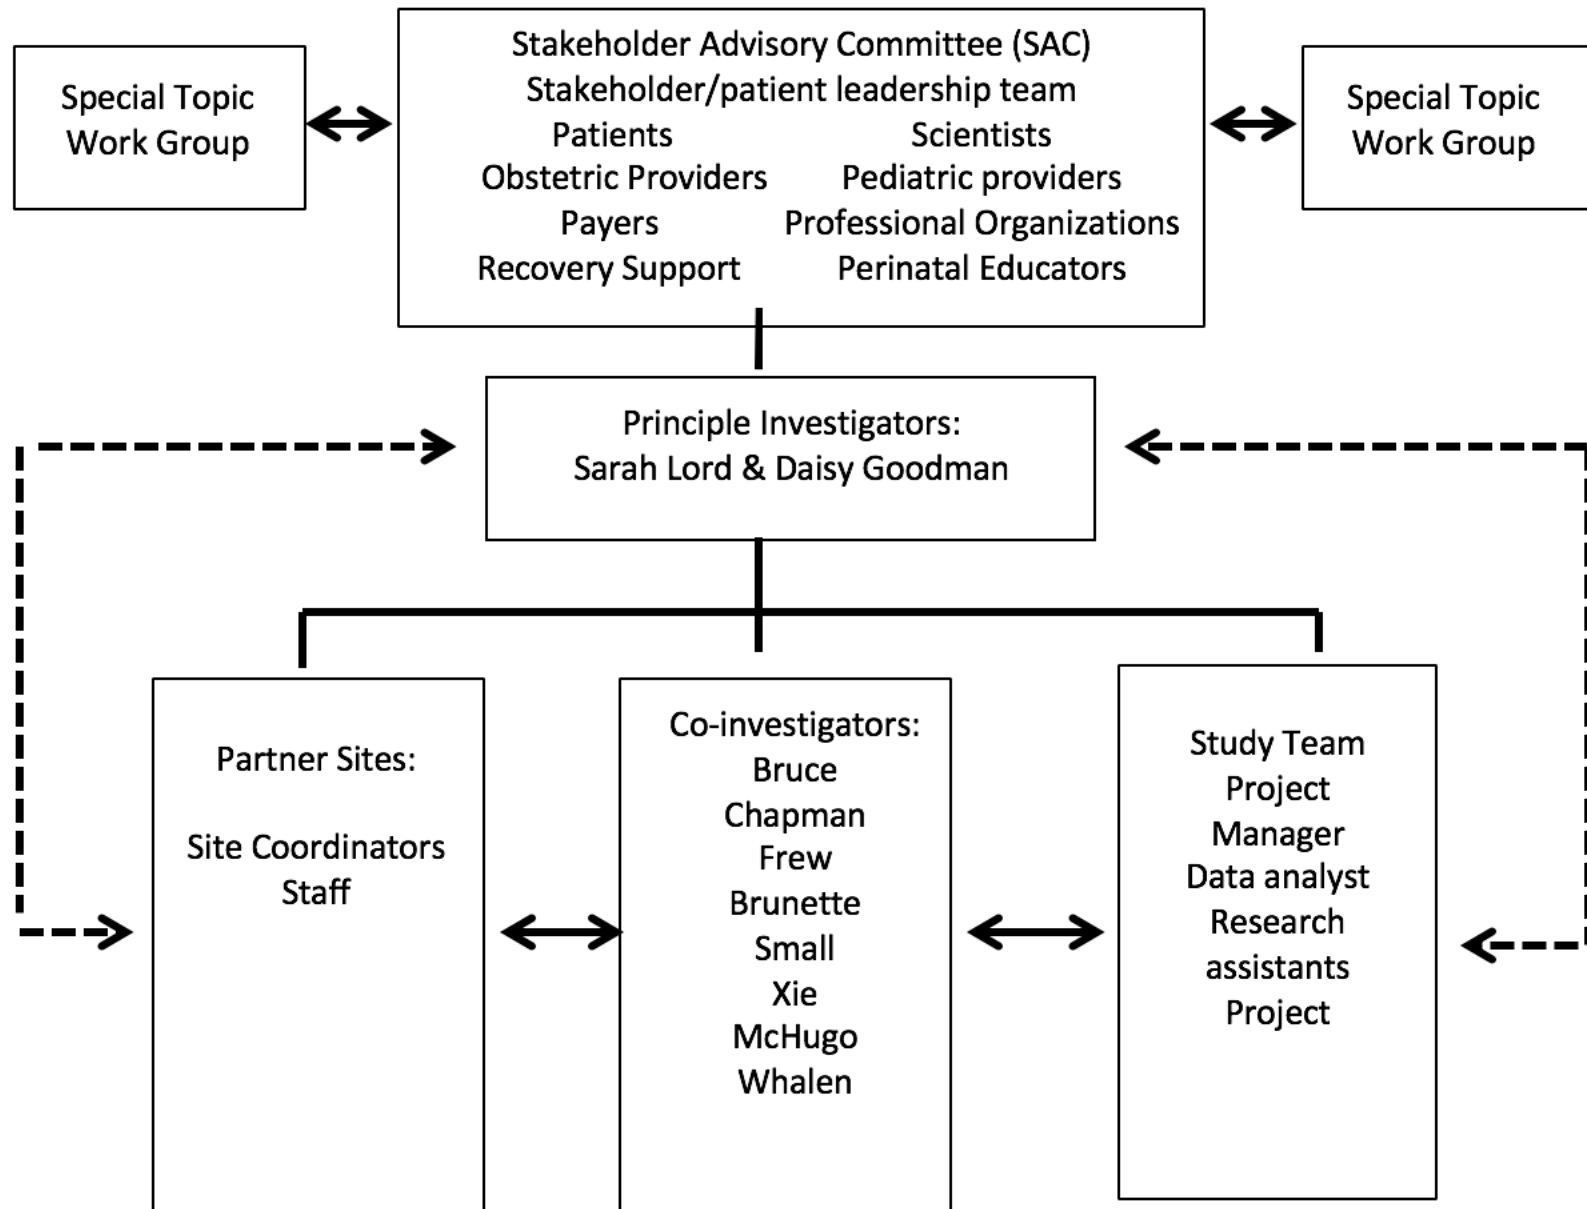 Special Topic
Work Group
Stakeholder Advisory Committee (SAC)
Stakeholder/patient leadership team
Patients Scientists
Obstetric Providers Pediatric providers
Payers Professional Organizations
Recovery Support Perinatal Educators
Special Topic
Work Group
Principle Investigators:
Sarah Lord & Daisy Goodman
Partner Sites:
Site Coordinators
Staff
Co-investigators:
Bruce
Chapman
Frew
Brunette
Small
Xie
McHugo
Whalen
Study Team
Project
Manager
Data analyst
Research
assistants
Project